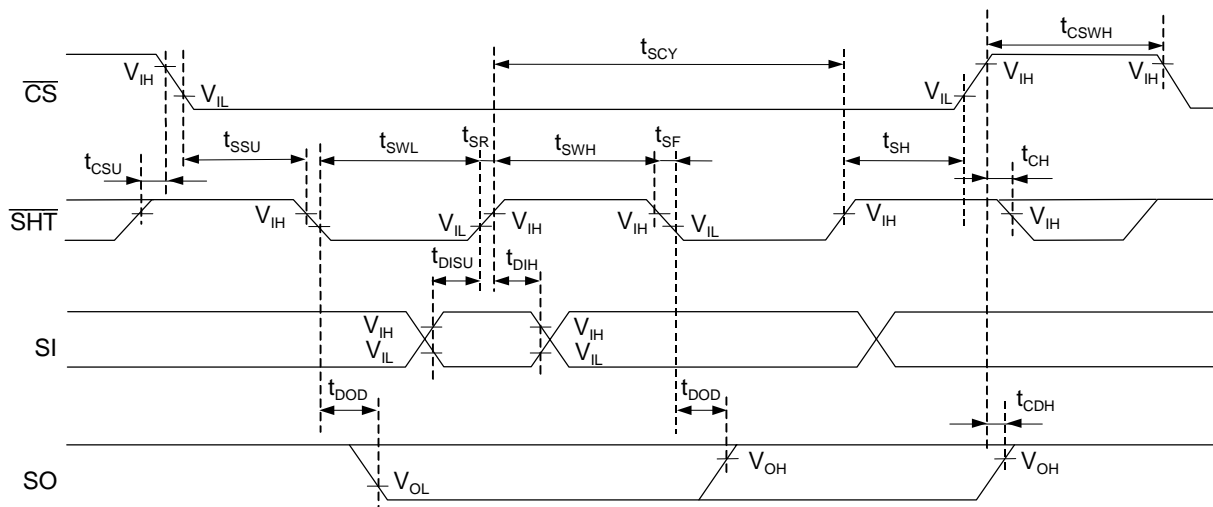 tCSWH
tSCY
VIH
VIH
VIH
CS
VIL
VIL
tSSU
tSWL
tSR
tSWH
tSF
tSH
tCSU
tCH
SHT
VIH
VIL
VIH
VIH
VIL
VIH
VIH
tDISU
tDIH
VIH
VIH
SI
VIL
VIL
tDOD
tDOD
tCDH
VOH
VOH
SO
VOL